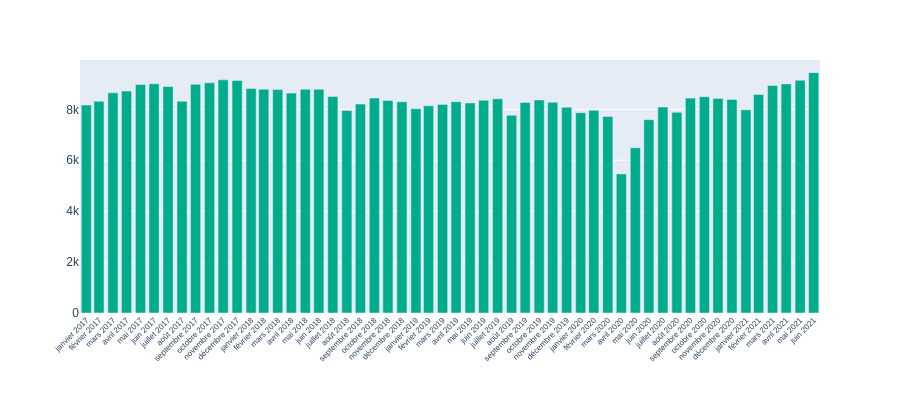 8k
6k
4k
2k
0
janvier 2017
février 2017
mars 2017
avril 2017
mai 2017
juin 2017
juillet 2017
août 2017
septembre 2017
octobre 2017
novembre 2017
décembre 2017
janvier 2018
février 2018
mars 2018
avril 2018
mai 2018
juin 2018
juillet 2018
août 2018
septembre 2018
octobre 2018
novembre 2018
décembre 2018
janvier 2019
février 2019
mars 2019
avril 2019
mai 2019
juin 2019
juillet 2019
août 2019
septembre 2019
octobre 2019
novembre 2019
décembre 2019
janvier 2020
février 2020
mars 2020
avril 2020
mai 2020
juin 2020
juillet 2020
août 2020
septembre 2020
octobre 2020
novembre 2020
décembre 2020
janvier 2021
février 2021
mars 2021
avril 2021
mai 2021
juin 2021